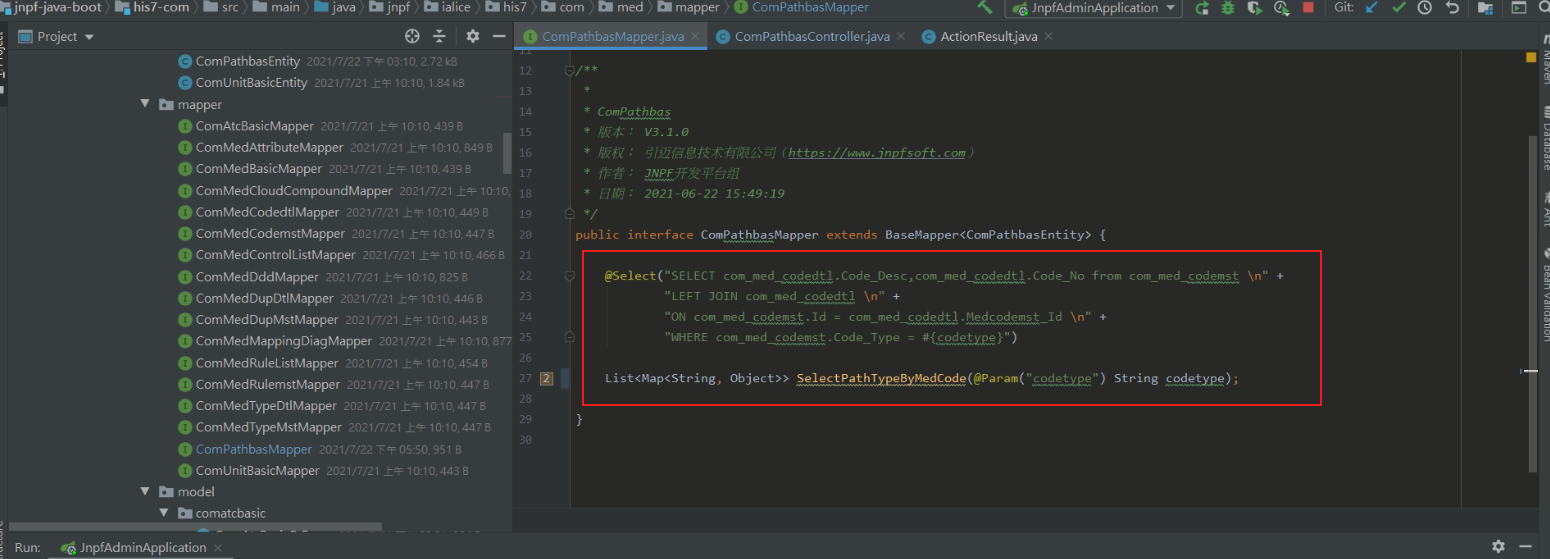 jnpf-java-boot his7-com src main java jnpf ialice his7 com med mapper ComPathbasMapper JnpfAdminApplication Git:
Project
ComPathbasMapper.java ComPathbasController.java ActionResult.java
ComPathbasEntity 2021/7/22 下午 03:10, 2.72 kB
ComUnitBasicEntity 2021/7/21 上午 10:10, 1.84 kB
mapper
ComAtcBasicMapper 2021/7/21 上午 10:10, 439 B
ComMedAttributeMapper 2021/7/21 上午 10:10, 849 B
ComMedBasicMapper 2021/7/21 上午 10:10, 439 B
ComMedCloudCompoundMapper 2021/7/21 上午 10:10,
ComMedCodedtlMapper 2021/7/21 上午 10:10, 449 B
ComMedCodemstMapper 2021/7/21 上午 10:10, 447 B
ComMedControlListMapper 2021/7/21 上午 10:10, 466 B
ComMedDddMapper 2021/7/21 上午 10:10, 825 B
ComMedDupDtlMapper 2021/7/21 上午 10:10, 446 B
ComMedDupMstMapper 2021/7/21 上午 10:10, 443 B
ComMedMappingDiagMapper 2021/7/21 上午 10:10, 877
ComMedRuleListMapper 2021/7/21 上午 10:10, 454 B
ComMedRulemstMapper 2021/7/21 上午 10:10, 447 B
ComMedTypeDtlMapper 2021/7/21 上午 10:10, 447 B
ComMedTypeMstMapper 2021/7/21 上午 10:10, 447 B
ComPathbasMapper 2021/7/22 下午 05:50, 951 B
ComUnitBasicMapper 2021/7/21 上午 10:10, 443 B
model
comatcbasic
11
12 /**
13 *
14 * ComPathbas
15 * 版本： V3.1.0
16 * 版权： 引迈信息技术有限公司（https://www.jnpfsoft.com）
17 * 作者： JNPF开发平台组
18 * 日期： 2021-06-22 15:49:19
19 */
20 public interface ComPathbasMapper extends BaseMapper<ComPathbasEntity> {
21
22 @Select("SELECT com_med_codedtl.Code_Desc,com_med_codedtl.Code_No from com_med_codemst \n" +
23 "LEFT JOIN com_med_codedtl \n" +
24 "ON com_med_codemst.Id = com_med_codedtl.Medcodemst_Id \n" +
25 "WHERE com_med_codemst.Code_Type = #{codetype}")
26
27 2 List<Map<String, Object>> SelectPathTypeByMedCode(@Param("codetype") String codetype);
28
29 }
30
Maven
Database
Ant
Bean Validation
Run: JnpfAdminApplication